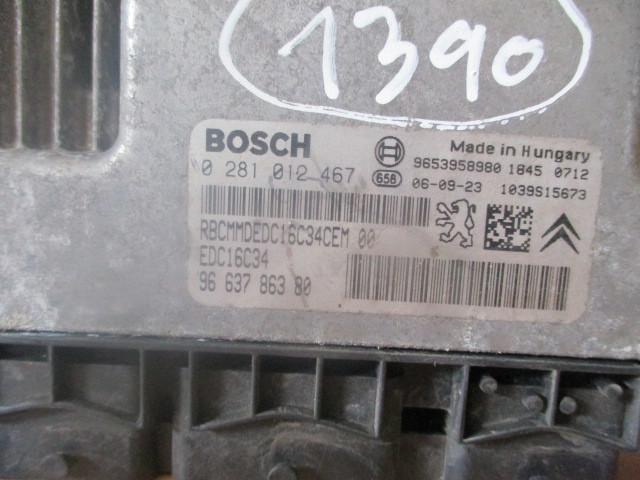 1390
BOSCH
Made in Hungary
0 281 012 467
9653958980 1845 0712
658
06-09-23 1039S15673
RBCMMDEDC16C34CEM 00
EDC16C34
96 637 863 80